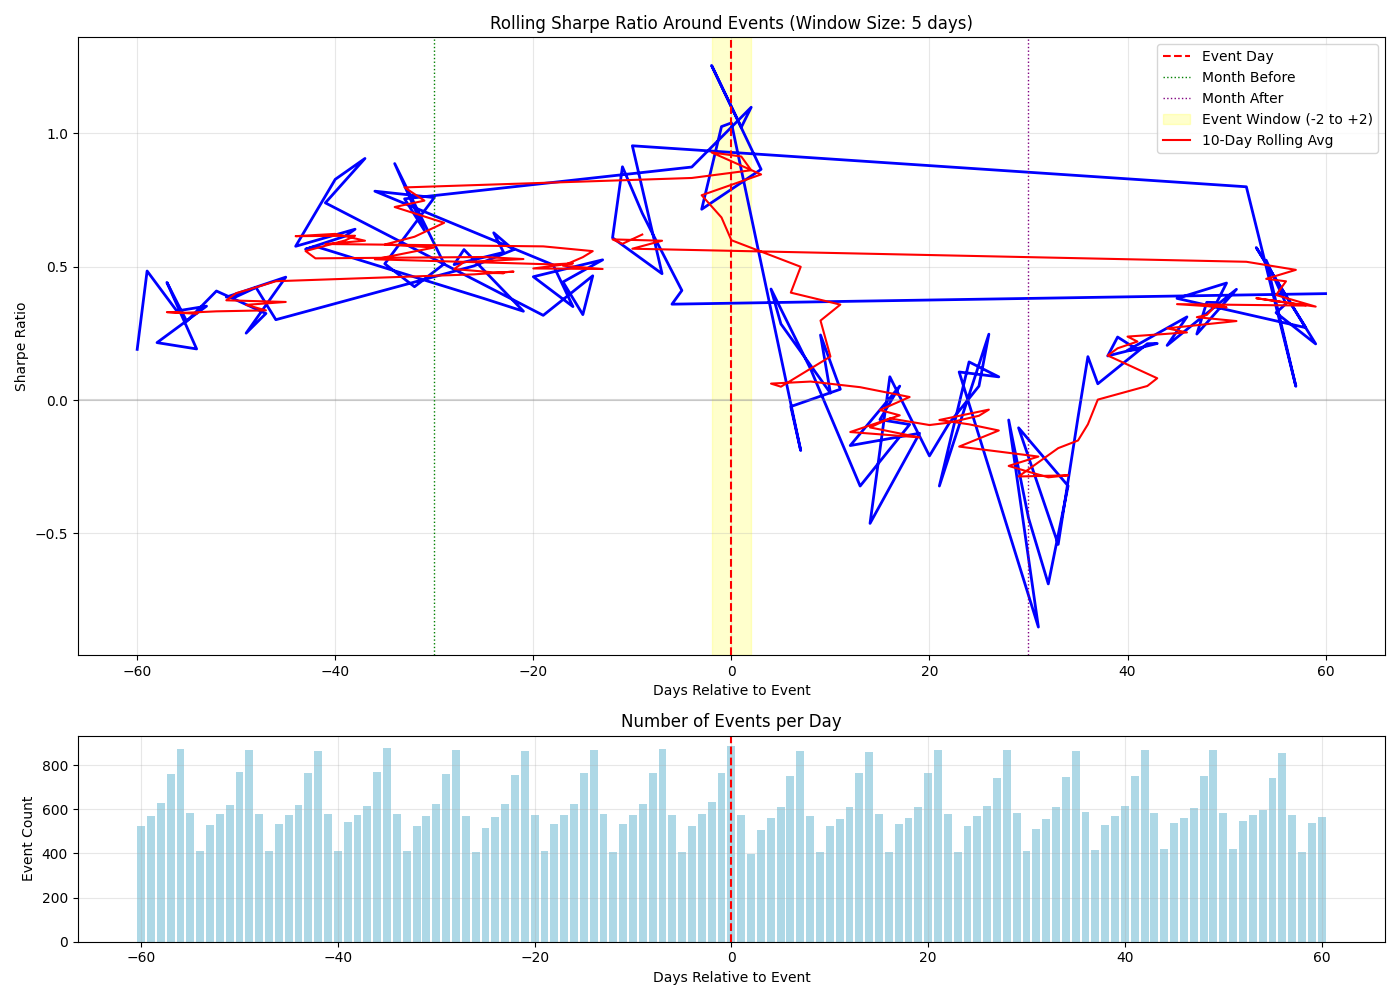 Rolling Sharpe Ratio Around Events (Window Size: 5 days)
Event Day
Month Before
Month After
Event Window (-2 to +2)
10-Day Rolling Avg
Sharpe Ratio
1.0
0.5
0.0
−0.5
−60 −40 −20 0 20 40 60
Days Relative to Event
Number of Events per Day
Event Count
800
600
400
200
0
−60 −40 −20 0 20 40 60
Days Relative to Event